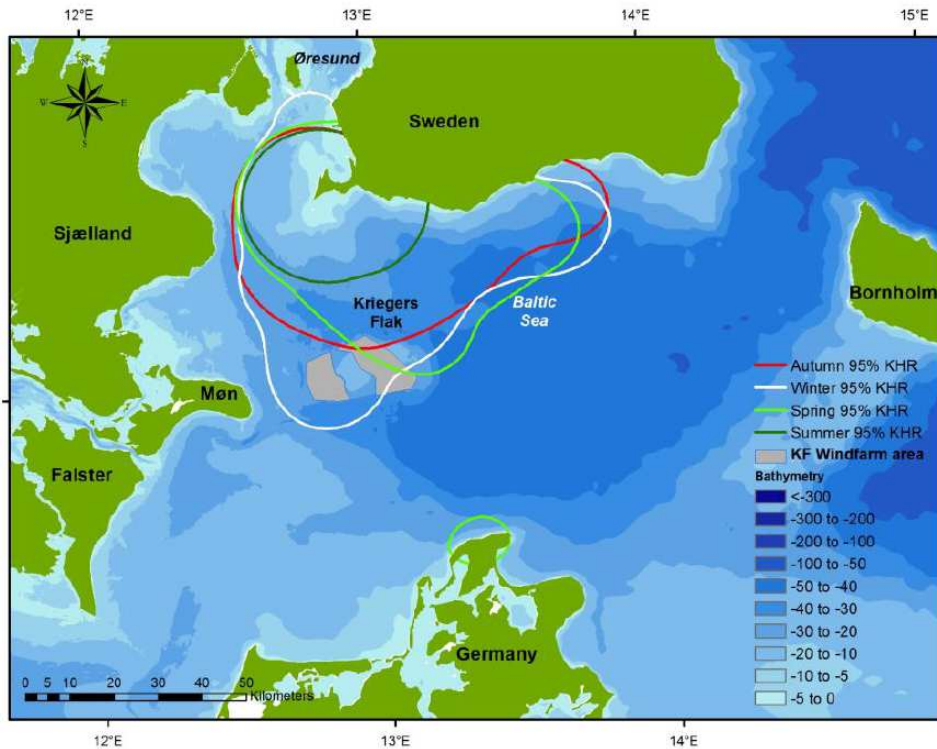 12°E
13°E
14°E
15°E
Øresund
N
W
E
S
Sweden
Sjælland
Kriegers
Flak
Baltic
Sea
Bornholm
Møn
Falster
Germany
Autumn 95% KHR
Winter 95% KHR
Spring 95% KHR
Summer 95% KHR
KF Windfarm area
Bathymetry
<-300
-300 to -200
-200 to -100
-100 to -50
-50 to -40
-40 to -30
-30 to -20
-20 to -10
-10 to -5
-5 to 0
0 5 10 20 30 40 50
Kilometers
12°E
13°E
14°E